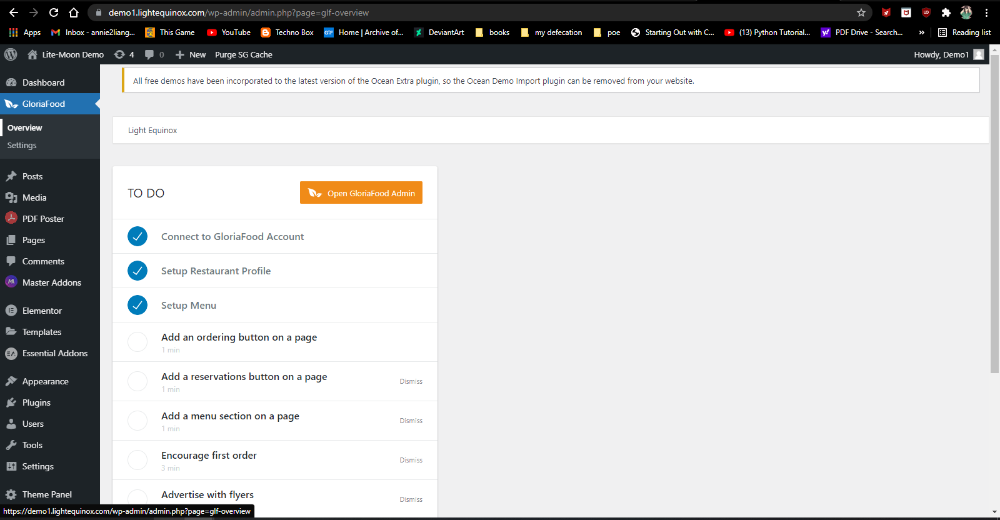 demo1.lightequinox.com/wp-admin/admin.php?page=glf-overview
Apps Inbox - annie2liang... This Game YouTube Techno Box Home | Archive of... DeviantArt books my defecation poe Starting Out with C... (13) Python Tutorial... PDF Drive - Search... » Reading list
Lite-Moon Demo 4 0 New Purge SG Cache Howdy, Demo1
Dashboard
GloriaFood
Overview
Settings
Posts
Media
PDF Poster
Pages
Comments
Master Addons
Elementor
Templates
Essential Addons
Appearance
Plugins
Users
Tools
Settings
Theme Panel
All free demos have been incorporated to the latest version of the Ocean Extra plugin, so the Ocean Demo Import plugin can be removed from your website.
Light Equinox
TO DO Open GloriaFood Admin
Connect to GloriaFood Account
Setup Restaurant Profile
Setup Menu
Add an ordering button on a page
1 min
Add a reservations button on a page Dismiss
1 min
Add a menu section on a page Dismiss
1 min
Encourage first order Dismiss
3 min
Advertise with flyers Dismiss
https://demo1.lightequinox.com/wp-admin/admin.php?page=glf-overview